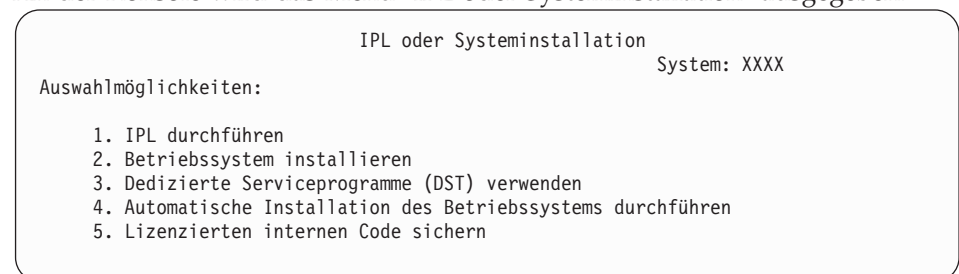 IPL oder Systeminstallation
System: XXXX
Auswahlmöglichkeiten:
1. IPL durchführen
2. Betriebssystem installieren
3. Dedizierte Serviceprogramme (DST) verwenden
4. Automatische Installation des Betriebssystems durchführen
5. Lizenzierten internen Code sichern